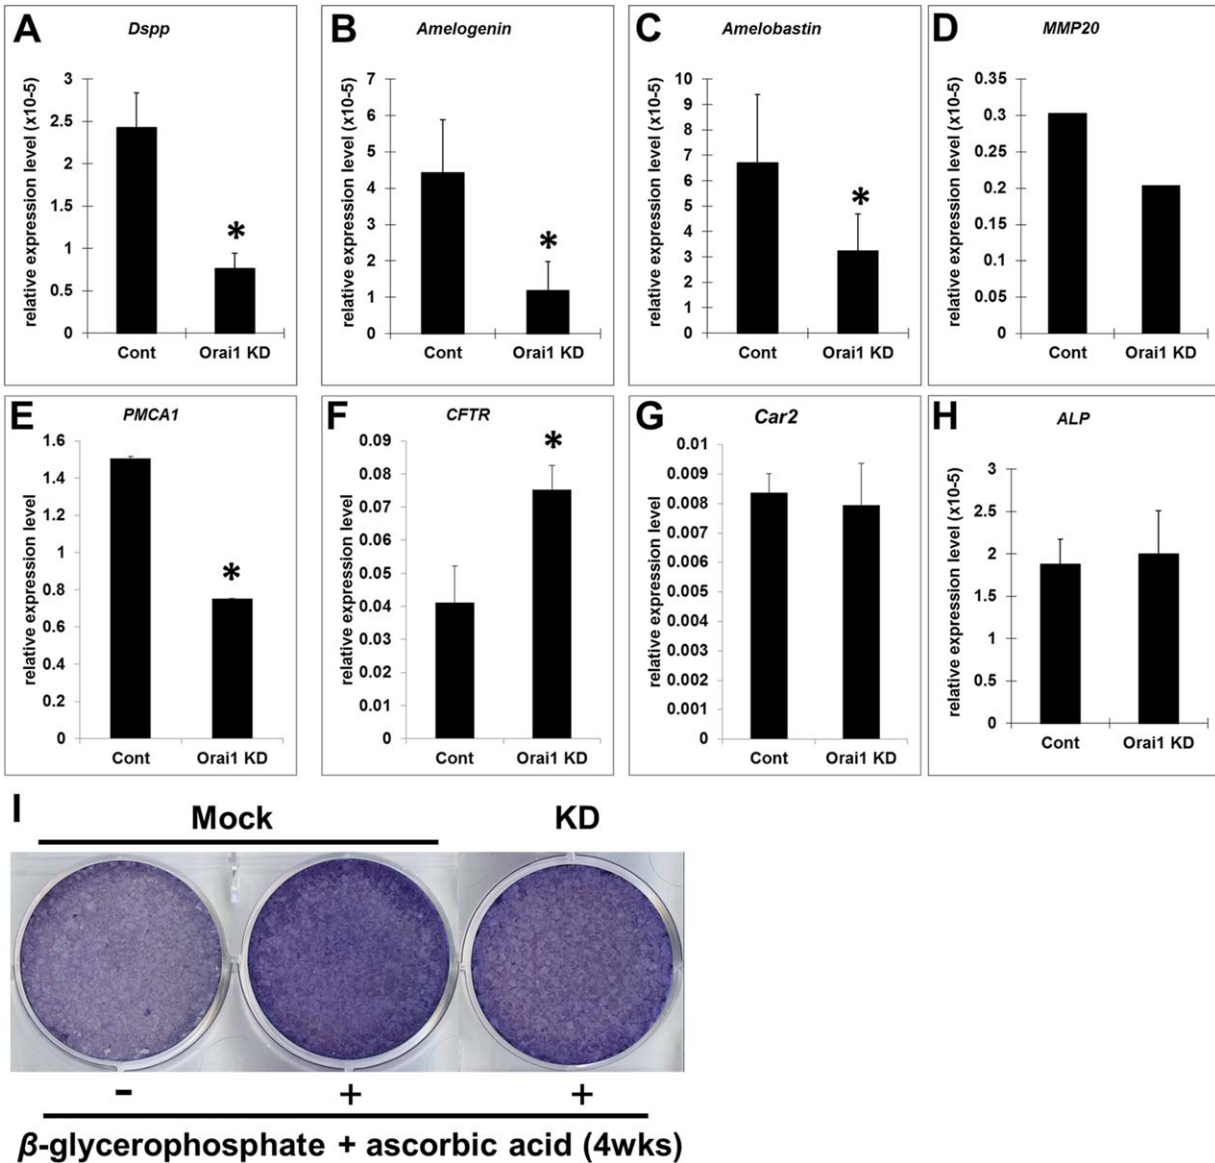 A
Dspp
relative expression level (x10-5)
3
2.5
2
1.5
1
0.5
0
*
Cont Orai1 KD
B
Amelogenin
relative expression level (x10-5)
7
6
5
4
3
2
1
0
*
Cont Orai1 KD
C
Amelobastin
relative expression level (x10-5)
10
9
8
7
6
5
4
3
2
1
0
*
Cont Orai1 KD
D
MMP20
relative expression level (x10-5)
0.35
0.3
0.25
0.2
0.15
0.1
0.05
0
Cont Orai1 KD
E
PMCA1
relative expression level
1.6
1.4
1.2
1
0.8
0.6
0.4
0.2
0
*
Cont Orai1 KD
F
CFTR
relative expression level
0.09
0.08
0.07
0.06
0.05
0.04
0.03
0.02
0.01
0
*
Cont Orai1 KD
G
Car2
relative expression level
0.01
0.009
0.008
0.007
0.006
0.005
0.004
0.003
0.002
0.001
0
Cont Orai1 KD
H
ALP
relative expression level (x10-5)
3
2.5
2
1.5
1
0.5
0
Cont Orai1 KD
I
Mock KD
- + +
β-glycerophosphate + ascorbic acid (4wks)